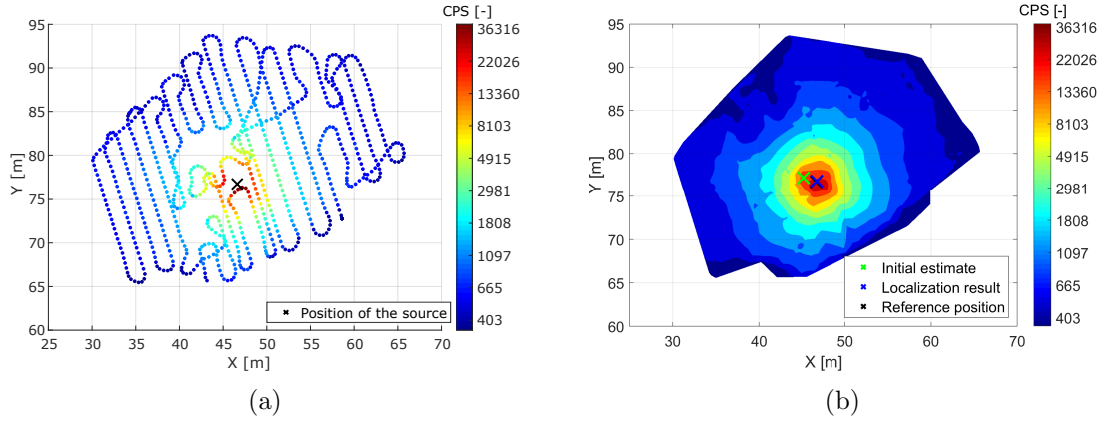 CPS [-]
95
90
85
80
75
70
65
60
Y [m]
25 30 35 40 45 50 55 60 65 70
X [m]
Position of the source
36316
22026
13360
8103
4915
2981
1808
1097
665
403
(a)
CPS [-]
95
90
85
80
75
70
65
60
Y [m]
30 40 50 60 70
X [m]
Initial estimate
Localization result
Reference position
36316
22026
13360
8103
4915
2981
1808
1097
665
403
(b)